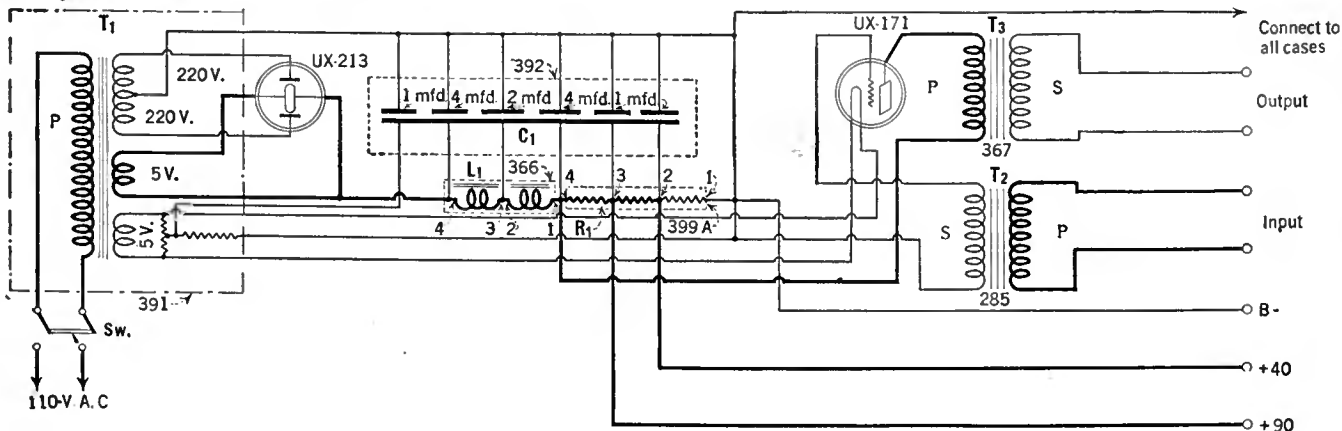 T1
P
220 V.
220 V.
5 V.
5 V.
391
Sw.
110-V A.C
UX-213
392
1 mfd. 4 mfd. 2 mfd 4 mfd. 1 mfd.
C1
L1
366
4 3 2 1
4 3 2 1
R1
399 A
UX-171
T3
P
S
367
T2
S
P
285
Connect to
all cases
Output
Input
B-
+40
+90